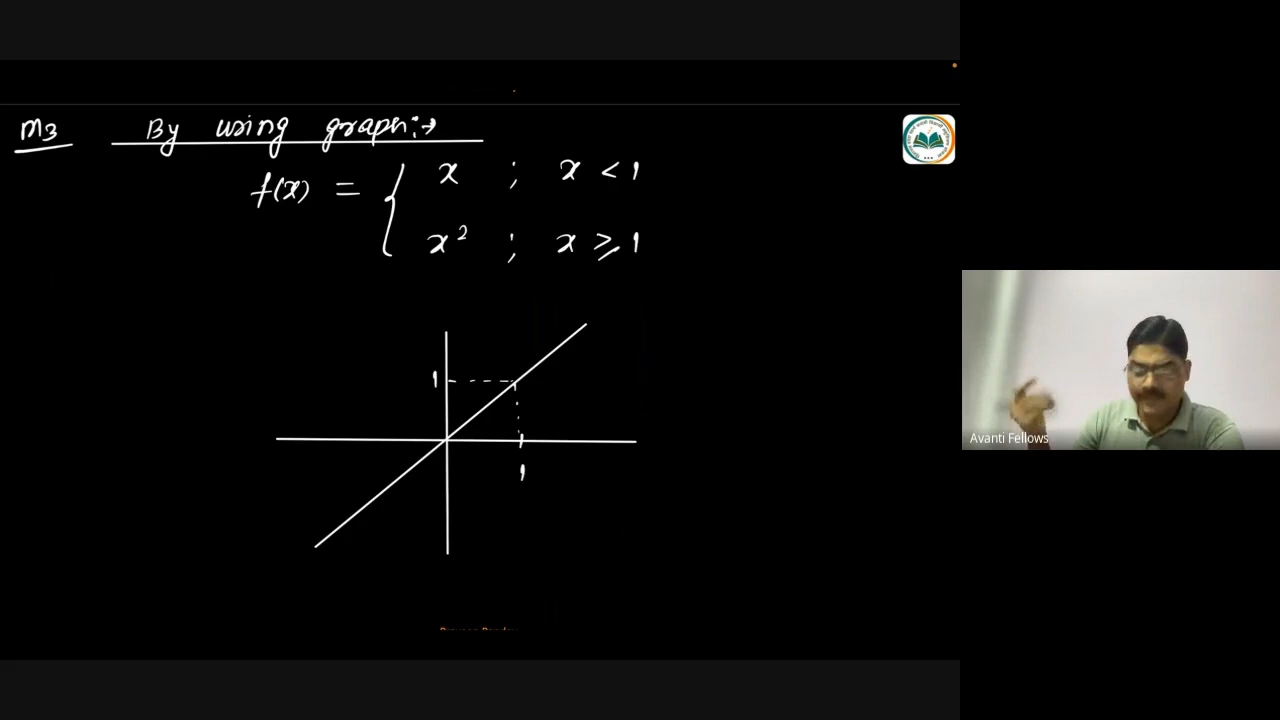 M3 By using graph:→
f(x) = { x ; x < 1
x² ; x ≥ 1
1
1
Avanti Fellows